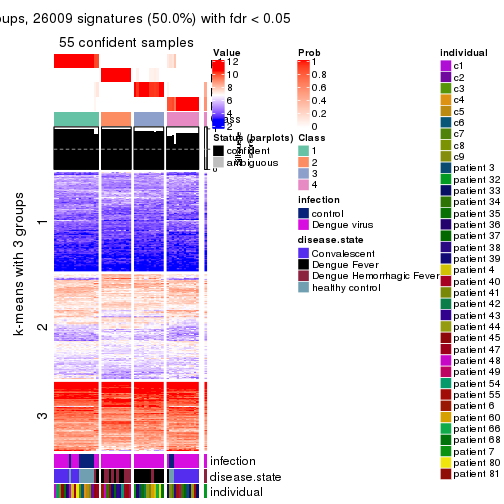 oups, 26009 signatures (50.0%) with fdr < 0.05
55 confident samples
k-means with 3 groups
1
2
3
infection
disease.state
individual
Value
12
10
8
6
4
2
Status (barplots)
confident
ambiguous
Prob
1
0.8
0.6
0.4
0.2
0
Class
1
2
3
4
infection
control
Dengue virus
disease.state
Convalescent
Dengue Fever
Dengue Hemorrhagic Fever
healthy control
individual
c1
c2
c3
c4
c5
c6
c7
c8
c9
patient 3
patient 32
patient 33
patient 34
patient 35
patient 36
patient 37
patient 38
patient 39
patient 4
patient 40
patient 41
patient 42
patient 43
patient 44
patient 45
patient 47
patient 48
patient 49
patient 54
patient 55
patient 6
patient 60
patient 66
patient 68
patient 7
patient 80
patient 81